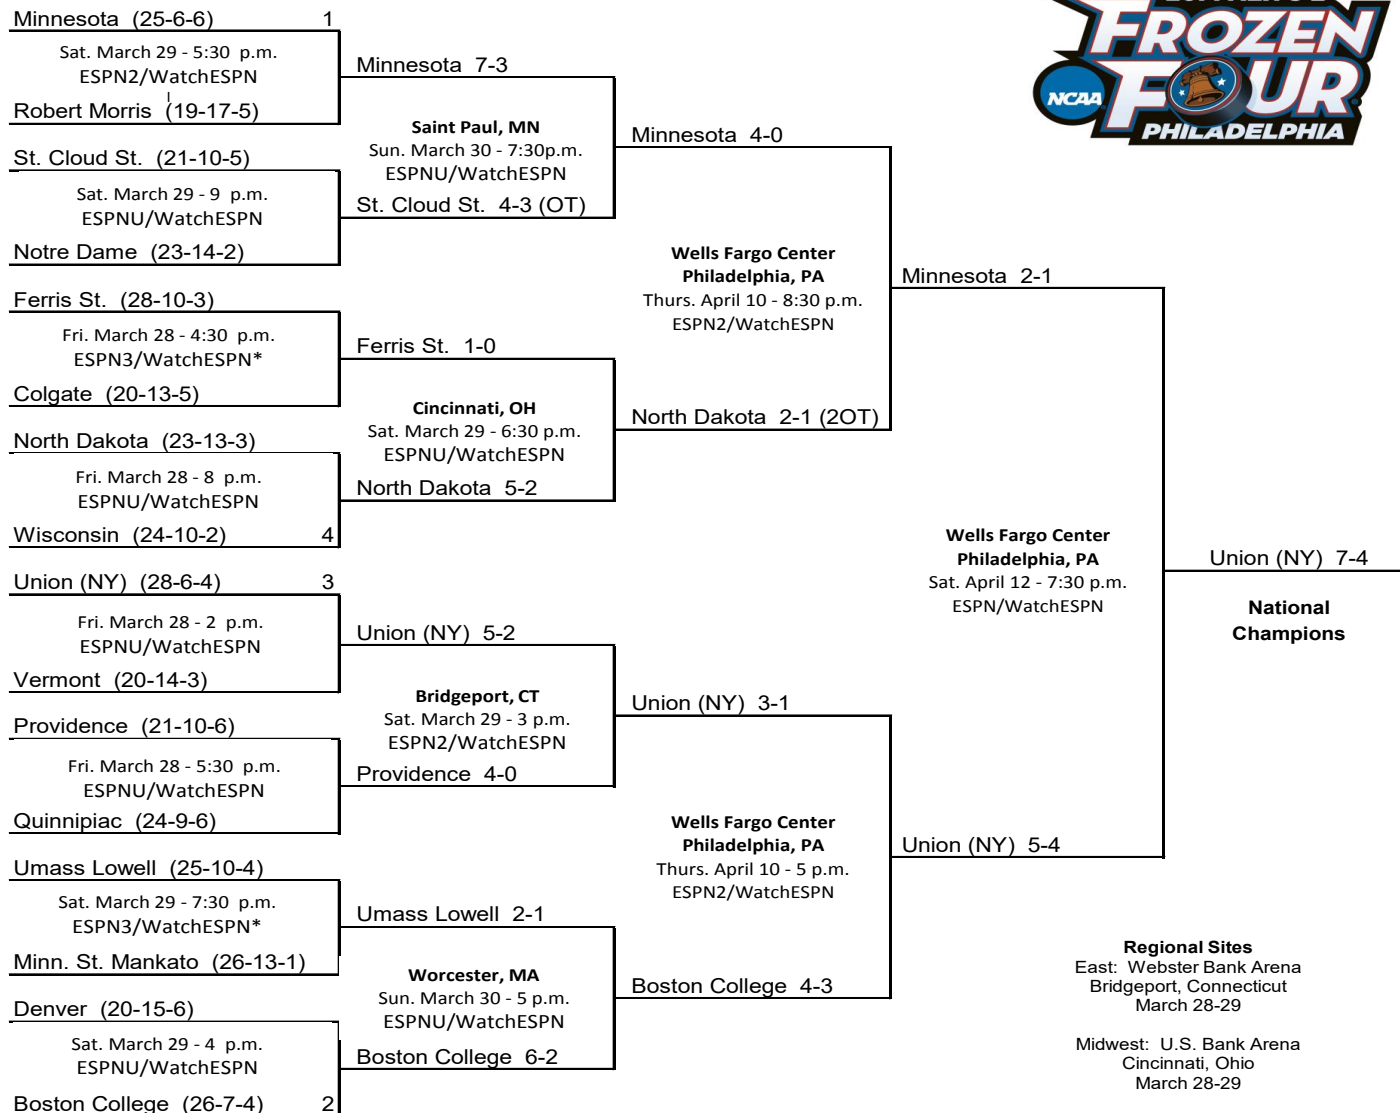 FROZEN
FOUR
NCAA
PHILADELPHIA
Minnesota (25-6-6) 1
Sat. March 29 - 5:30 p.m.
ESPN2/WatchESPN
Robert Morris (19-17-5)
St. Cloud St. (21-10-5)
Sat. March 29 - 9 p.m.
ESPNU/WatchESPN
Notre Dame (23-14-2)
Ferris St. (28-10-3)
Fri. March 28 - 4:30 p.m.
ESPN3/WatchESPN*
Colgate (20-13-5)
North Dakota (23-13-3)
Fri. March 28 - 8 p.m.
ESPNU/WatchESPN
Wisconsin (24-10-2) 4
Union (NY) (28-6-4) 3
Fri. March 28 - 2 p.m.
ESPNU/WatchESPN
Vermont (20-14-3)
Providence (21-10-6)
Fri. March 28 - 5:30 p.m.
ESPNU/WatchESPN
Quinnipiac (24-9-6)
Umass Lowell (25-10-4)
Sat. March 29 - 7:30 p.m.
ESPN3/WatchESPN*
Minn. St. Mankato (26-13-1)
Denver (20-15-6)
Sat. March 29 - 4 p.m.
ESPNU/WatchESPN
Boston College (26-7-4) 2
Minnesota 7-3
Saint Paul, MN
Sun. March 30 - 7:30p.m.
ESPNU/WatchESPN
St. Cloud St. 4-3 (OT)
Ferris St. 1-0
Cincinnati, OH
Sat. March 29 - 6:30 p.m.
ESPNU/WatchESPN
North Dakota 5-2
Union (NY) 5-2
Bridgeport, CT
Sat. March 29 - 3 p.m.
ESPN2/WatchESPN
Providence 4-0
Umass Lowell 2-1
Worcester, MA
Sun. March 30 - 5 p.m.
ESPNU/WatchESPN
Boston College 6-2
Minnesota 4-0
Wells Fargo Center
Philadelphia, PA
Thurs. April 10 - 8:30 p.m.
ESPN2/WatchESPN
North Dakota 2-1 (2OT)
Union (NY) 3-1
Wells Fargo Center
Philadelphia, PA
Thurs. April 10 - 5 p.m.
ESPN2/WatchESPN
Boston College 4-3
Minnesota 2-1
Wells Fargo Center
Philadelphia, PA
Sat. April 12 - 7:30 p.m.
ESPN/WatchESPN
Union (NY) 5-4
Union (NY) 7-4
National
Champions
Regional Sites
East: Webster Bank Arena
Bridgeport, Connecticut
March 28-29
Midwest: U.S. Bank Arena
Cincinnati, Ohio
March 28-29